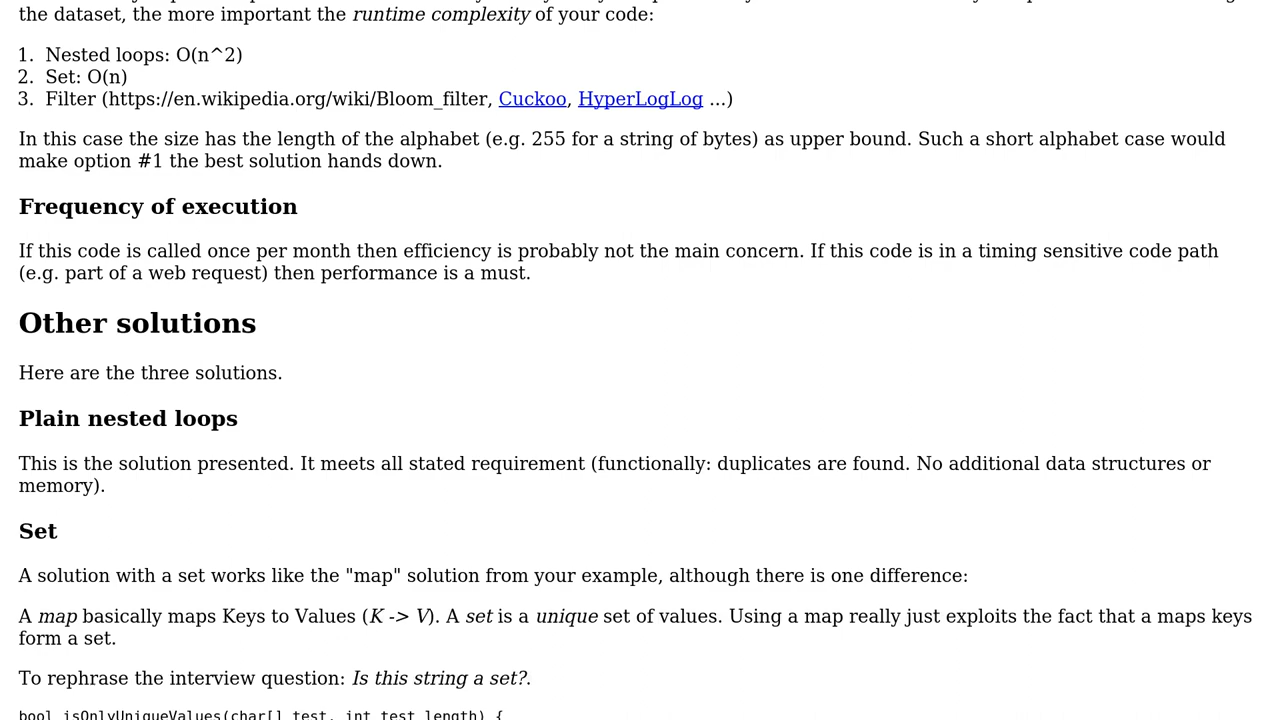 the dataset, the more important the runtime complexity of your code:
1. Nested loops: O(n^2)
2. Set: O(n)
3. Filter (https://en.wikipedia.org/wiki/Bloom_filter, Cuckoo, HyperLogLog ...)
In this case the size has the length of the alphabet (e.g. 255 for a string of bytes) as upper bound. Such a short alphabet case would
make option #1 the best solution hands down.
Frequency of execution
If this code is called once per month then efficiency is probably not the main concern. If this code is in a timing sensitive code path
(e.g. part of a web request) then performance is a must.
Other solutions
Here are the three solutions.
Plain nested loops
This is the solution presented. It meets all stated requirement (functionally: duplicates are found. No additional data structures or
memory).
Set
A solution with a set works like the "map" solution from your example, although there is one difference:
A map basically maps Keys to Values (K -> V). A set is a unique set of values. Using a map really just exploits the fact that a maps keys
form a set.
To rephrase the interview question: Is this string a set?.
bool isOnlyUniqueValues(char[] test, int test_length) {